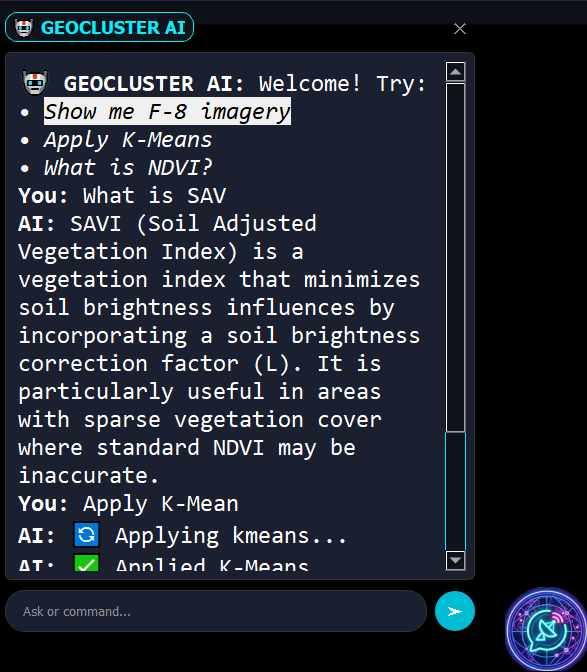 GEOCLUSTER AI
GEOCLUSTER AI: Welcome! Try:
• Show me F-8 imagery
• Apply K-Means
• What is NDVI?
You: What is SAV
AI: SAVI (Soil Adjusted
Vegetation Index) is a
vegetation index that minimizes
soil brightness influences by
incorporating a soil brightness
correction factor (L). It is
particularly useful in areas
with sparse vegetation cover
where standard NDVI may be
inaccurate.
You: Apply K-Mean
AI: 🔄 Applying kmeans...
AI: ✅ Applied K-Means
Ask or command...